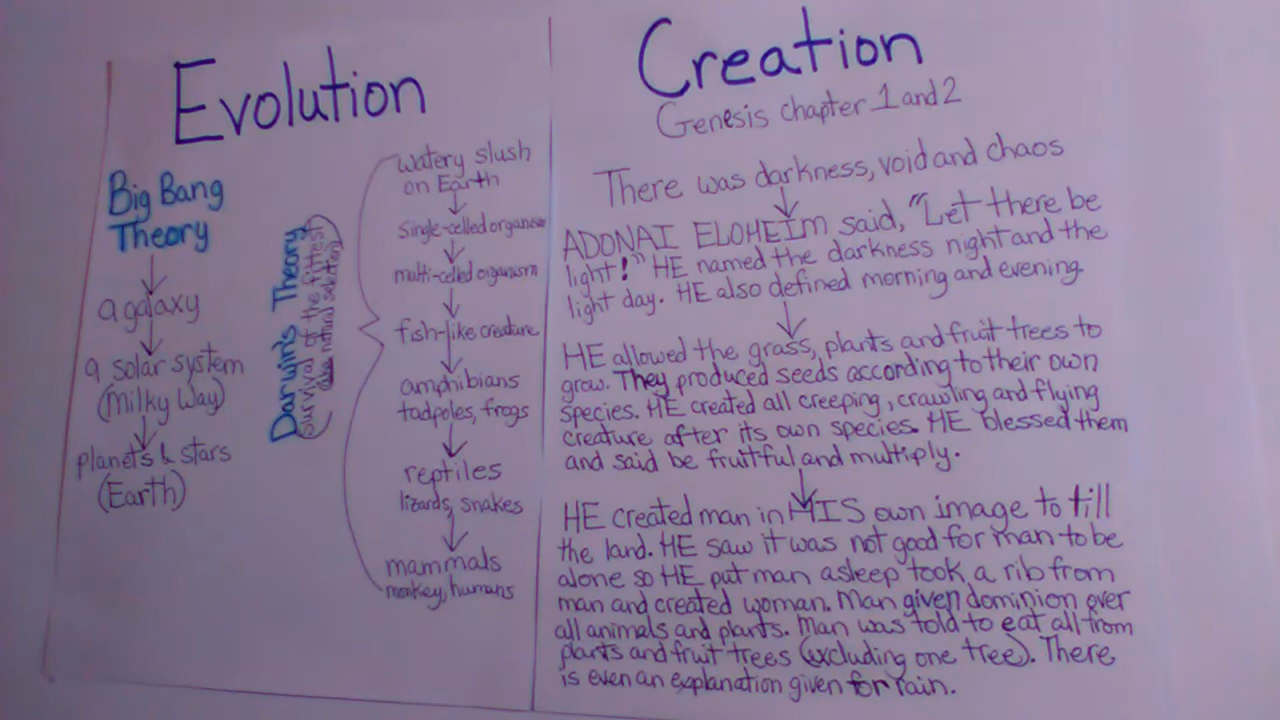 Evolution
Big Bang
Theory
a galaxy
a solar system
(Milky Way)
planets & stars
(Earth)
Darwin's Theory
(survival of the fittest
aka natural selection)
watery slush
on Earth
single-celled organism
multi-celled organism
fish-like creature
amphibians
tadpoles, frogs
reptiles
lizards, snakes
mammals
monkey, humans
Creation
Genesis chapter 1 and 2
There was darkness, void and chaos
ADONAI ELOHEIM said, "Let there be
light!" HE named the darkness night and the
light day. HE also defined morning and evening.
HE allowed the grass, plants and fruit trees to
grow. They produced seeds according to their own
species. HE created all creeping, crawling and flying
creature after its own species. HE blessed them
and said be fruitful and multiply.
HE created man in HIS own image to till
the land. HE saw it was not good for man to be
alone so HE put man asleep took a rib from
man and created woman. Man given dominion over
all animals and plants. Man was told to eat all from
plants and fruit trees (excluding one tree). There
is even an explanation given for rain.